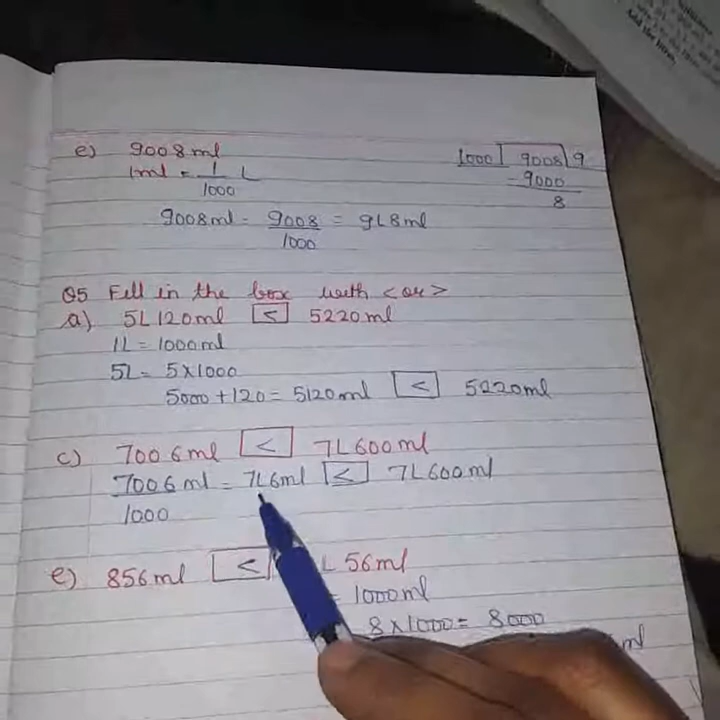 e) 9008ml
1ml = 1/1000 L
1000 9008 9
- 9000
8
9008ml = 9008/1000 = 9L8ml
Q5 Fill in the box with < or >
a) 5L120ml < 5220ml
1L = 1000ml
5L = 5x1000
5000+120 = 5120ml < 5220ml
c) 7006ml < 7L600ml
7006ml/1000 = 7L6ml < 7L600ml
e) 856ml < L 56ml
= 1000ml
8x1000 = 8000
ml